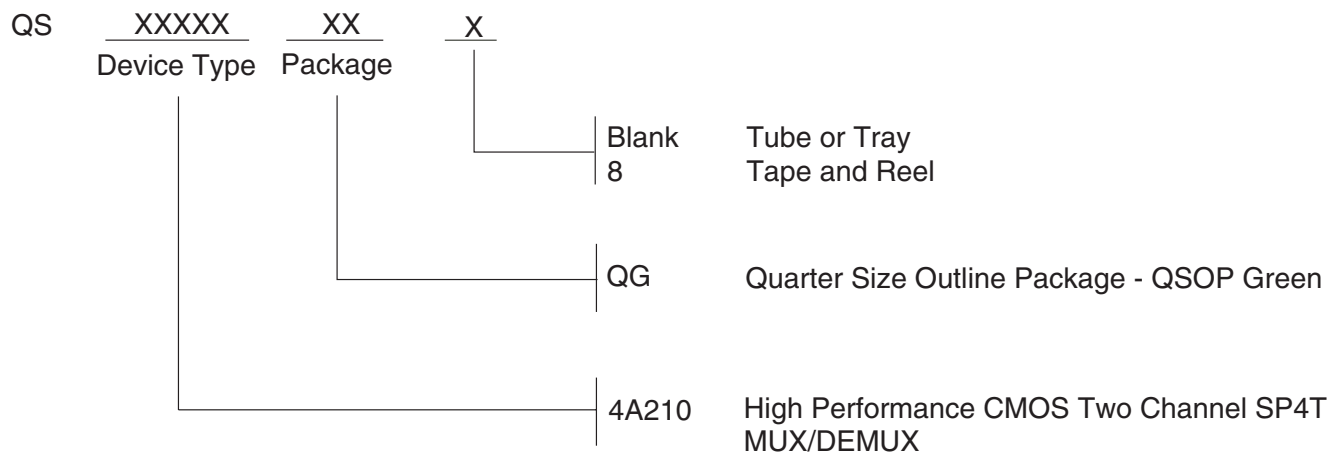 QS XXXXX XX X
Device Type Package
Blank Tube or Tray
8 Tape and Reel
QG Quarter Size Outline Package - QSOP Green
4A210 High Performance CMOS Two Channel SP4T
MUX/DEMUX